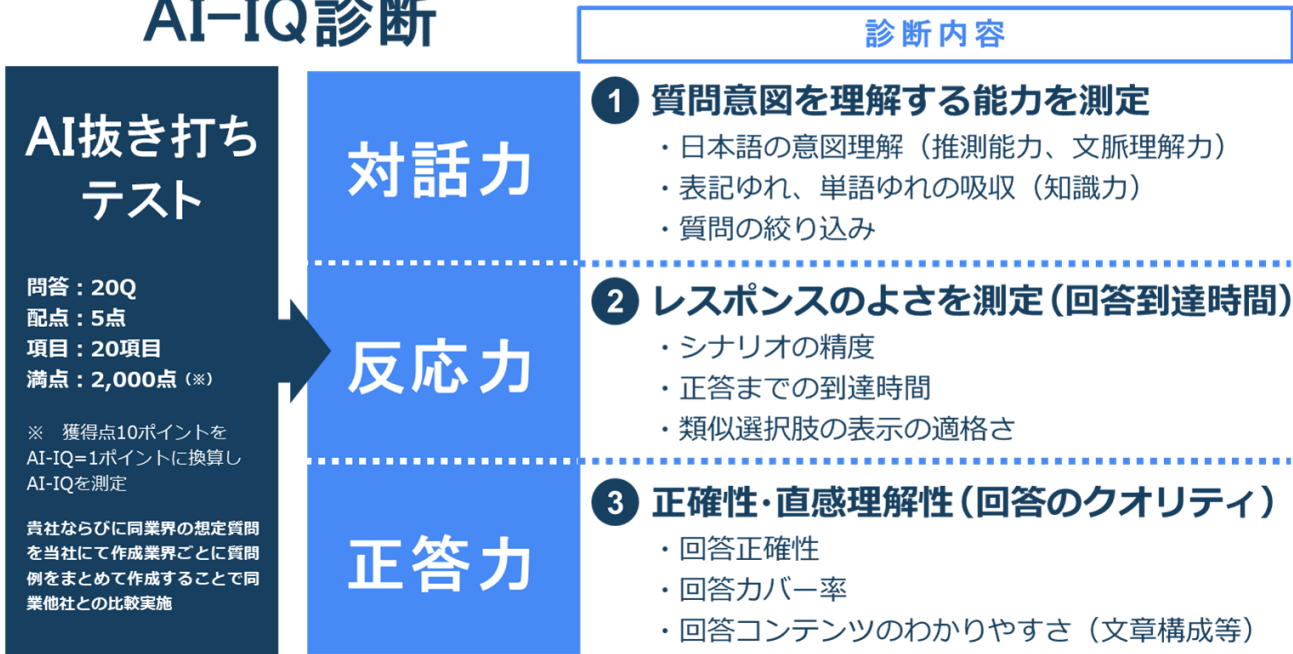 AI-IQ診断
診断内容
AI抜き打ち
テスト
問答：20Q
配点：5点
項目：20項目
満点：2,000点（※）
※　獲得点10ポイントを
AI-IQ=1ポイントに換算し
AI-IQを測定
貴社ならびに同業界の想定質問
を当社にて作成業界ごとに質問
例をまとめて作成することで同
業他社との比較実施
対話力
1 質問意図を理解する能力を測定
・日本語の意図理解（推測能力、文脈理解力）
・表記ゆれ、単語ゆれの吸収（知識力）
・質問の絞り込み
反応力
2 レスポンスのよさを測定（回答到達時間）
・シナリオの精度
・正答までの到達時間
・類似選択肢の表示の適格さ
正答力
3 正確性・直感理解性（回答のクオリティ）
・回答正確性
・回答カバー率
・回答コンテンツのわかりやすさ（文章構成等）